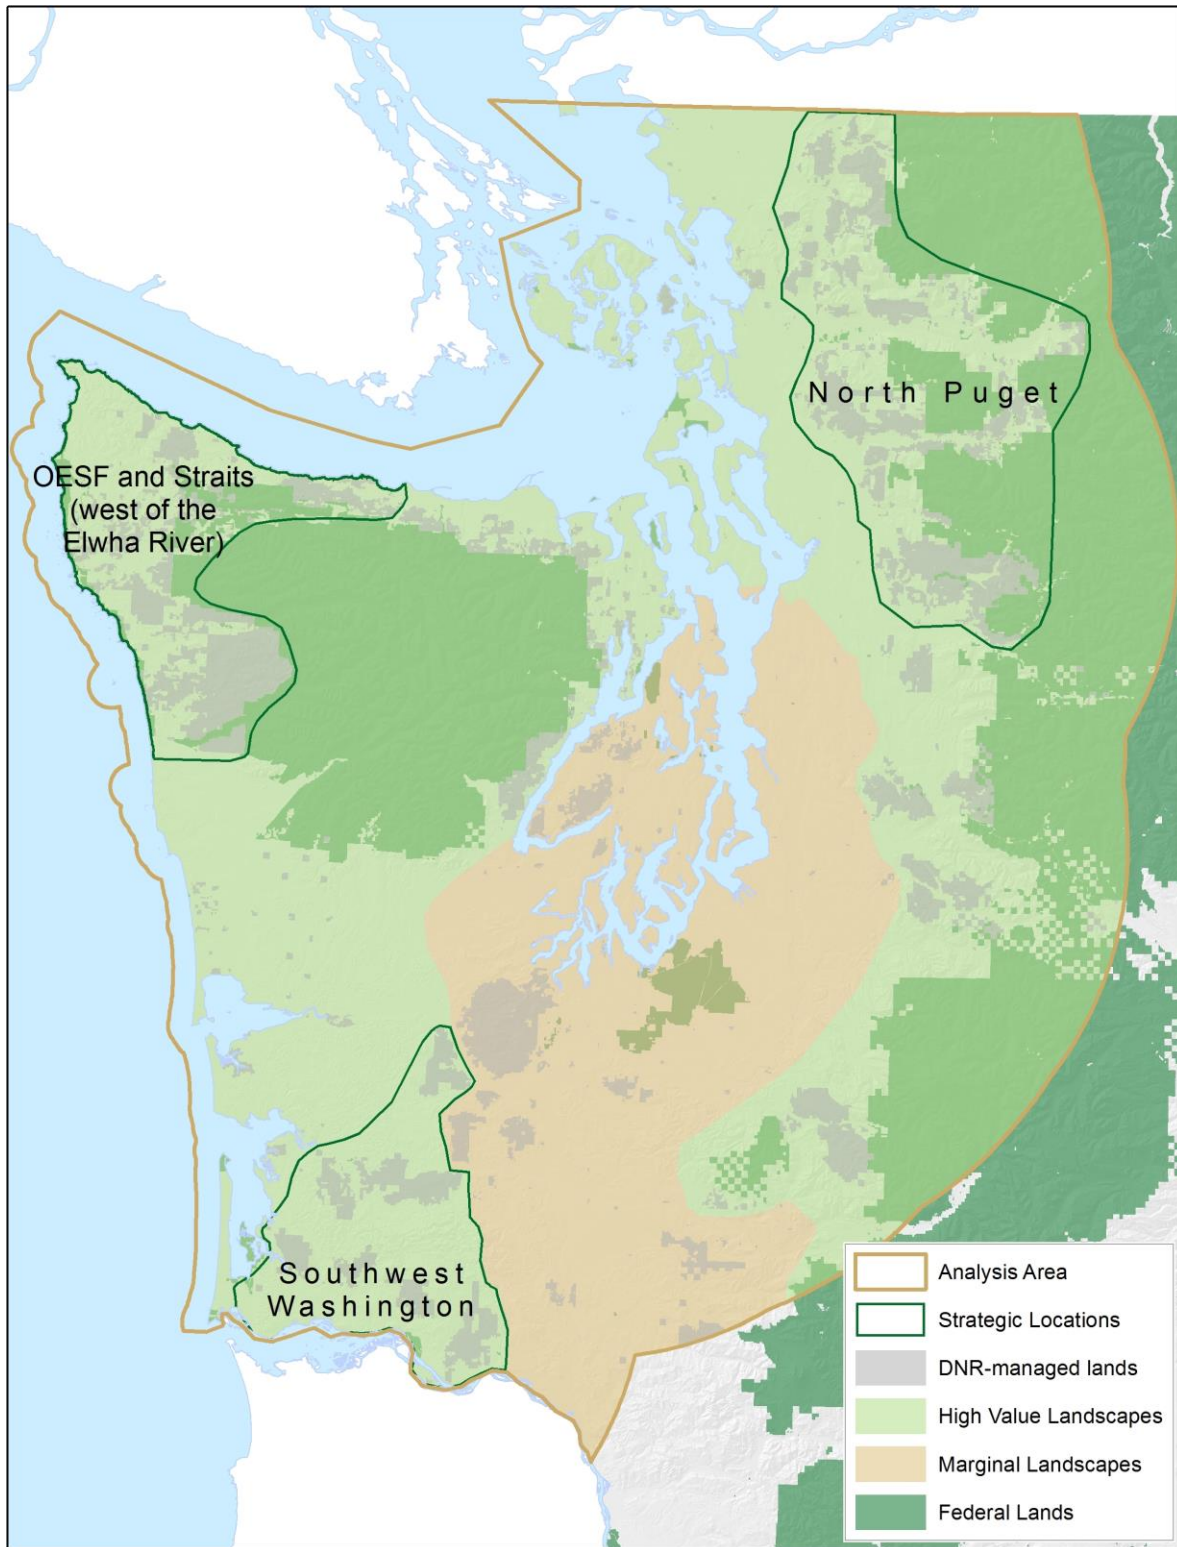 North Puget
OESF and Straits
(west of the
Elwha River)
Southwest
Washington
Analysis Area
Strategic Locations
DNR-managed lands
High Value Landscapes
Marginal Landscapes
Federal Lands